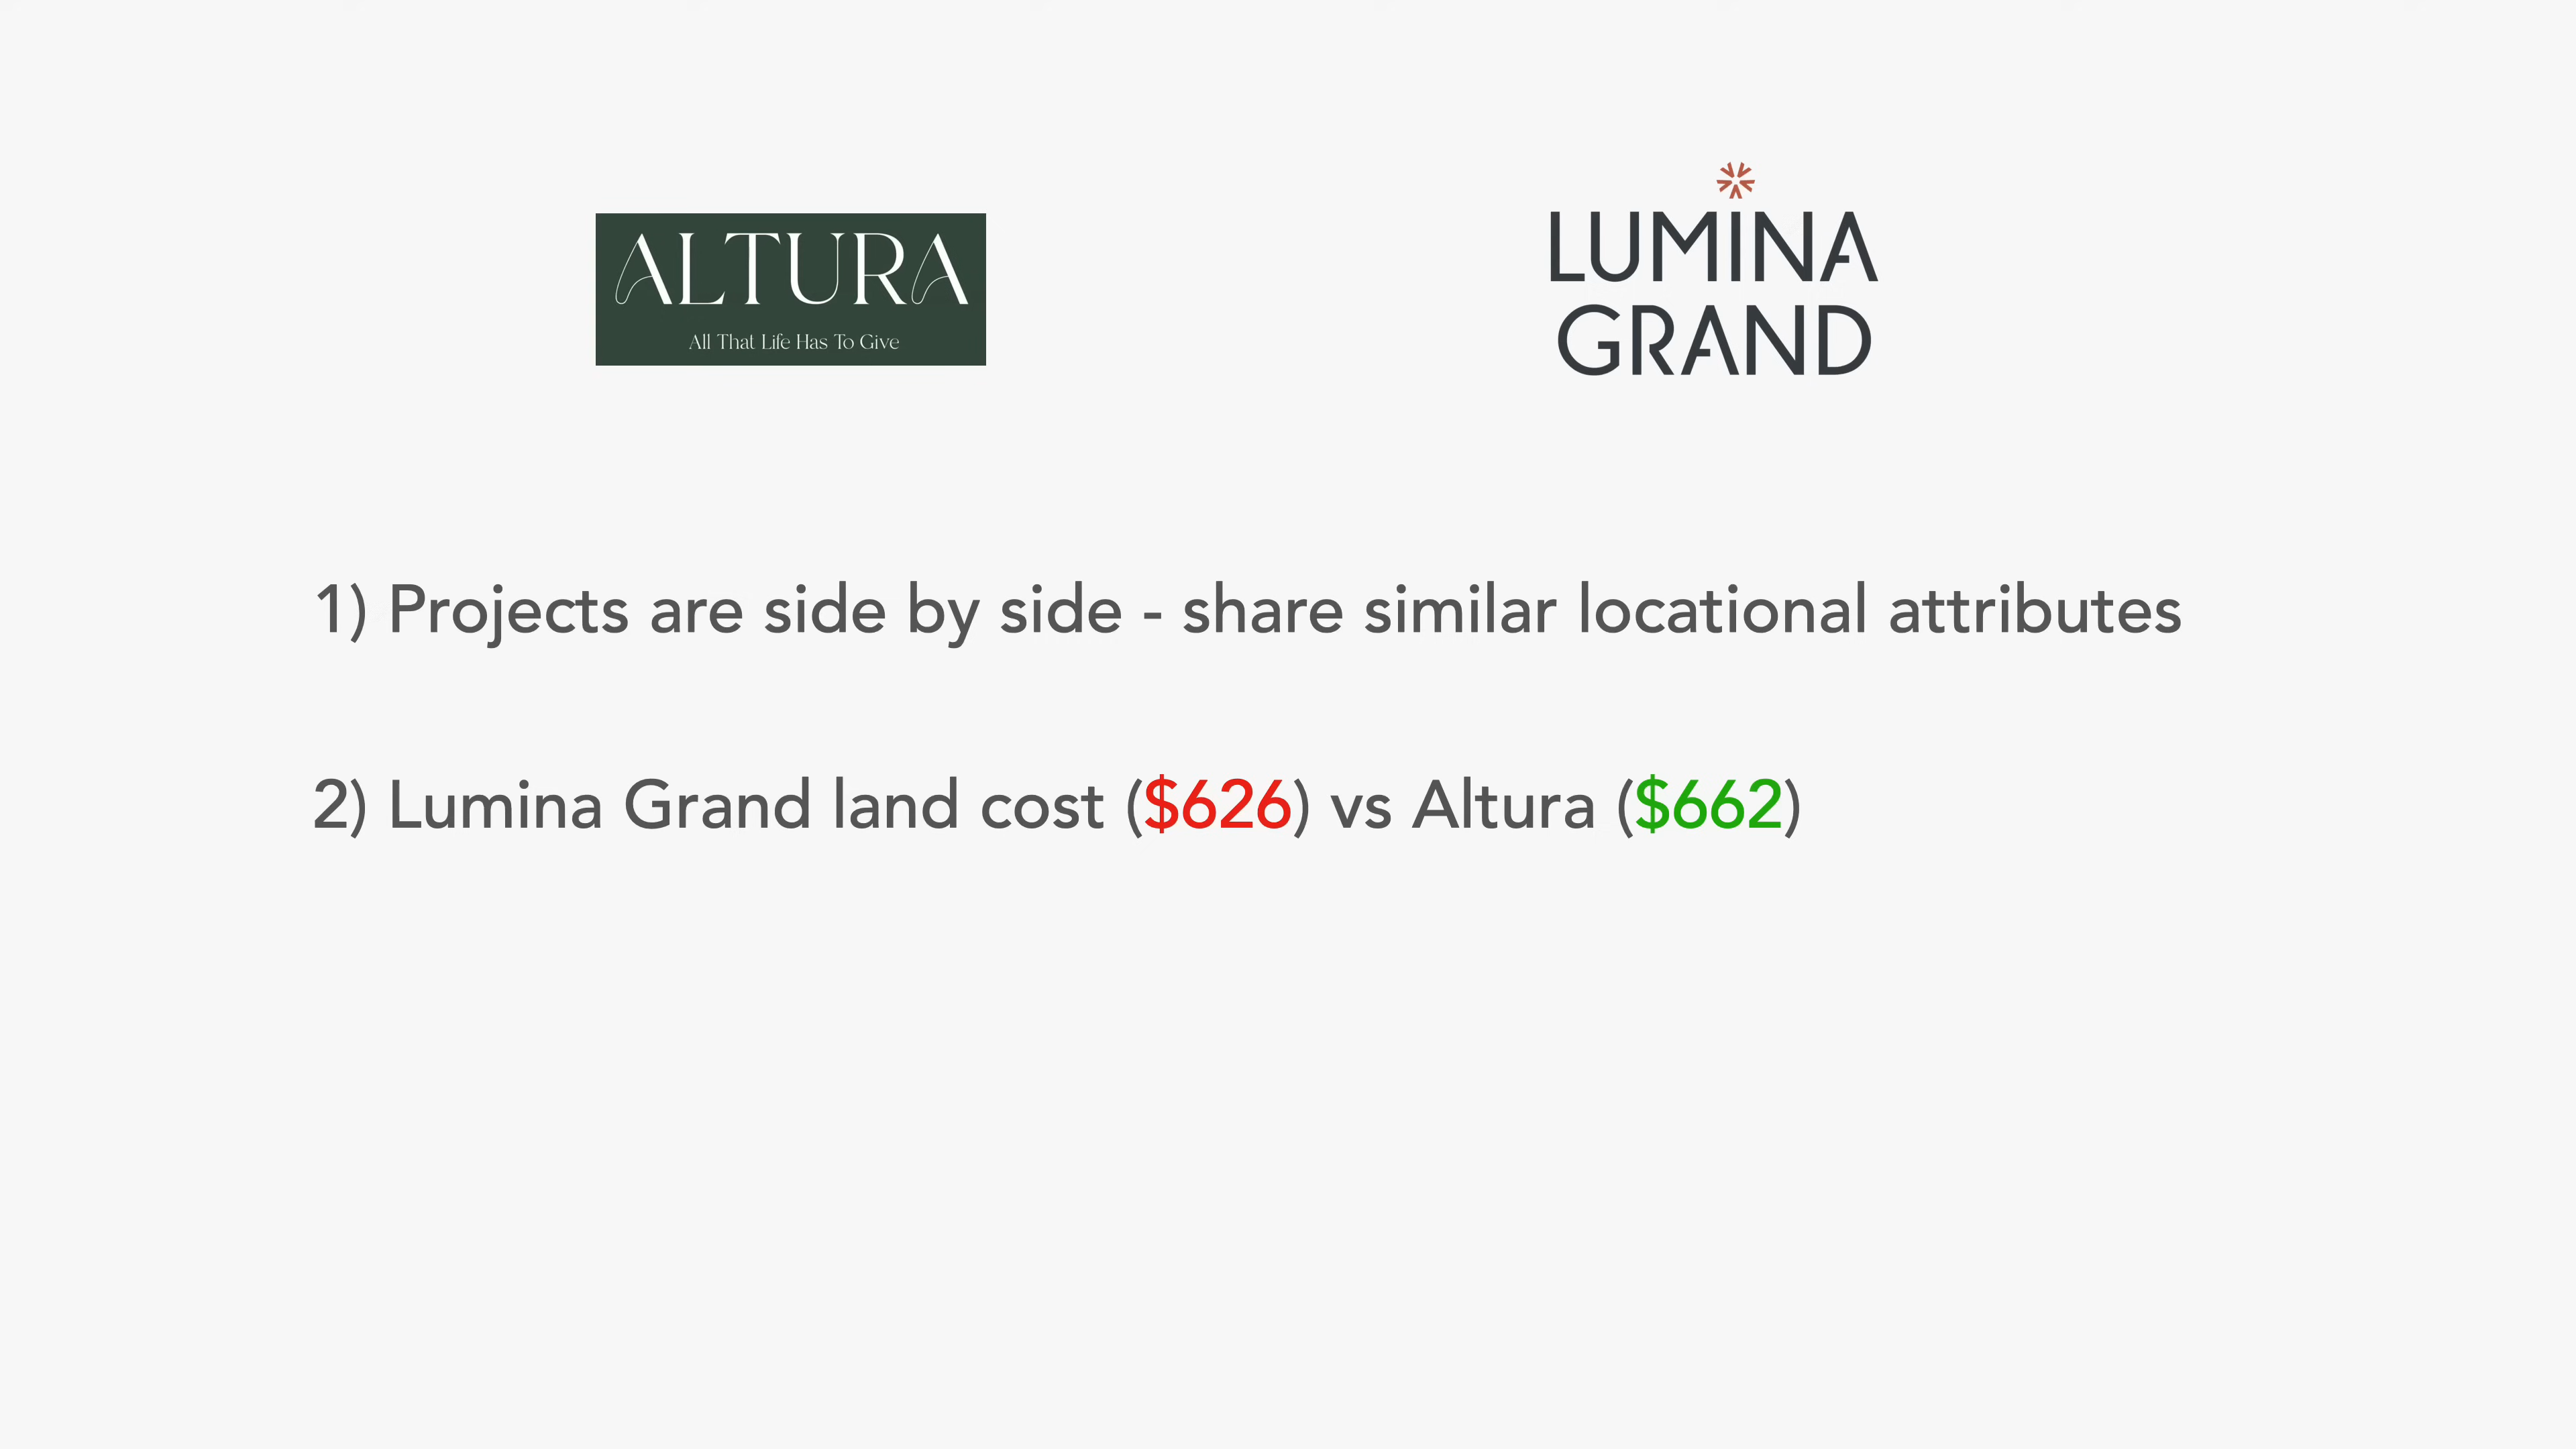 ALTURA
All That Life Has To Give
LUMINA
GRAND
1) Projects are side by side - share similar locational attributes
2) Lumina Grand land cost ($626) vs Altura ($662)